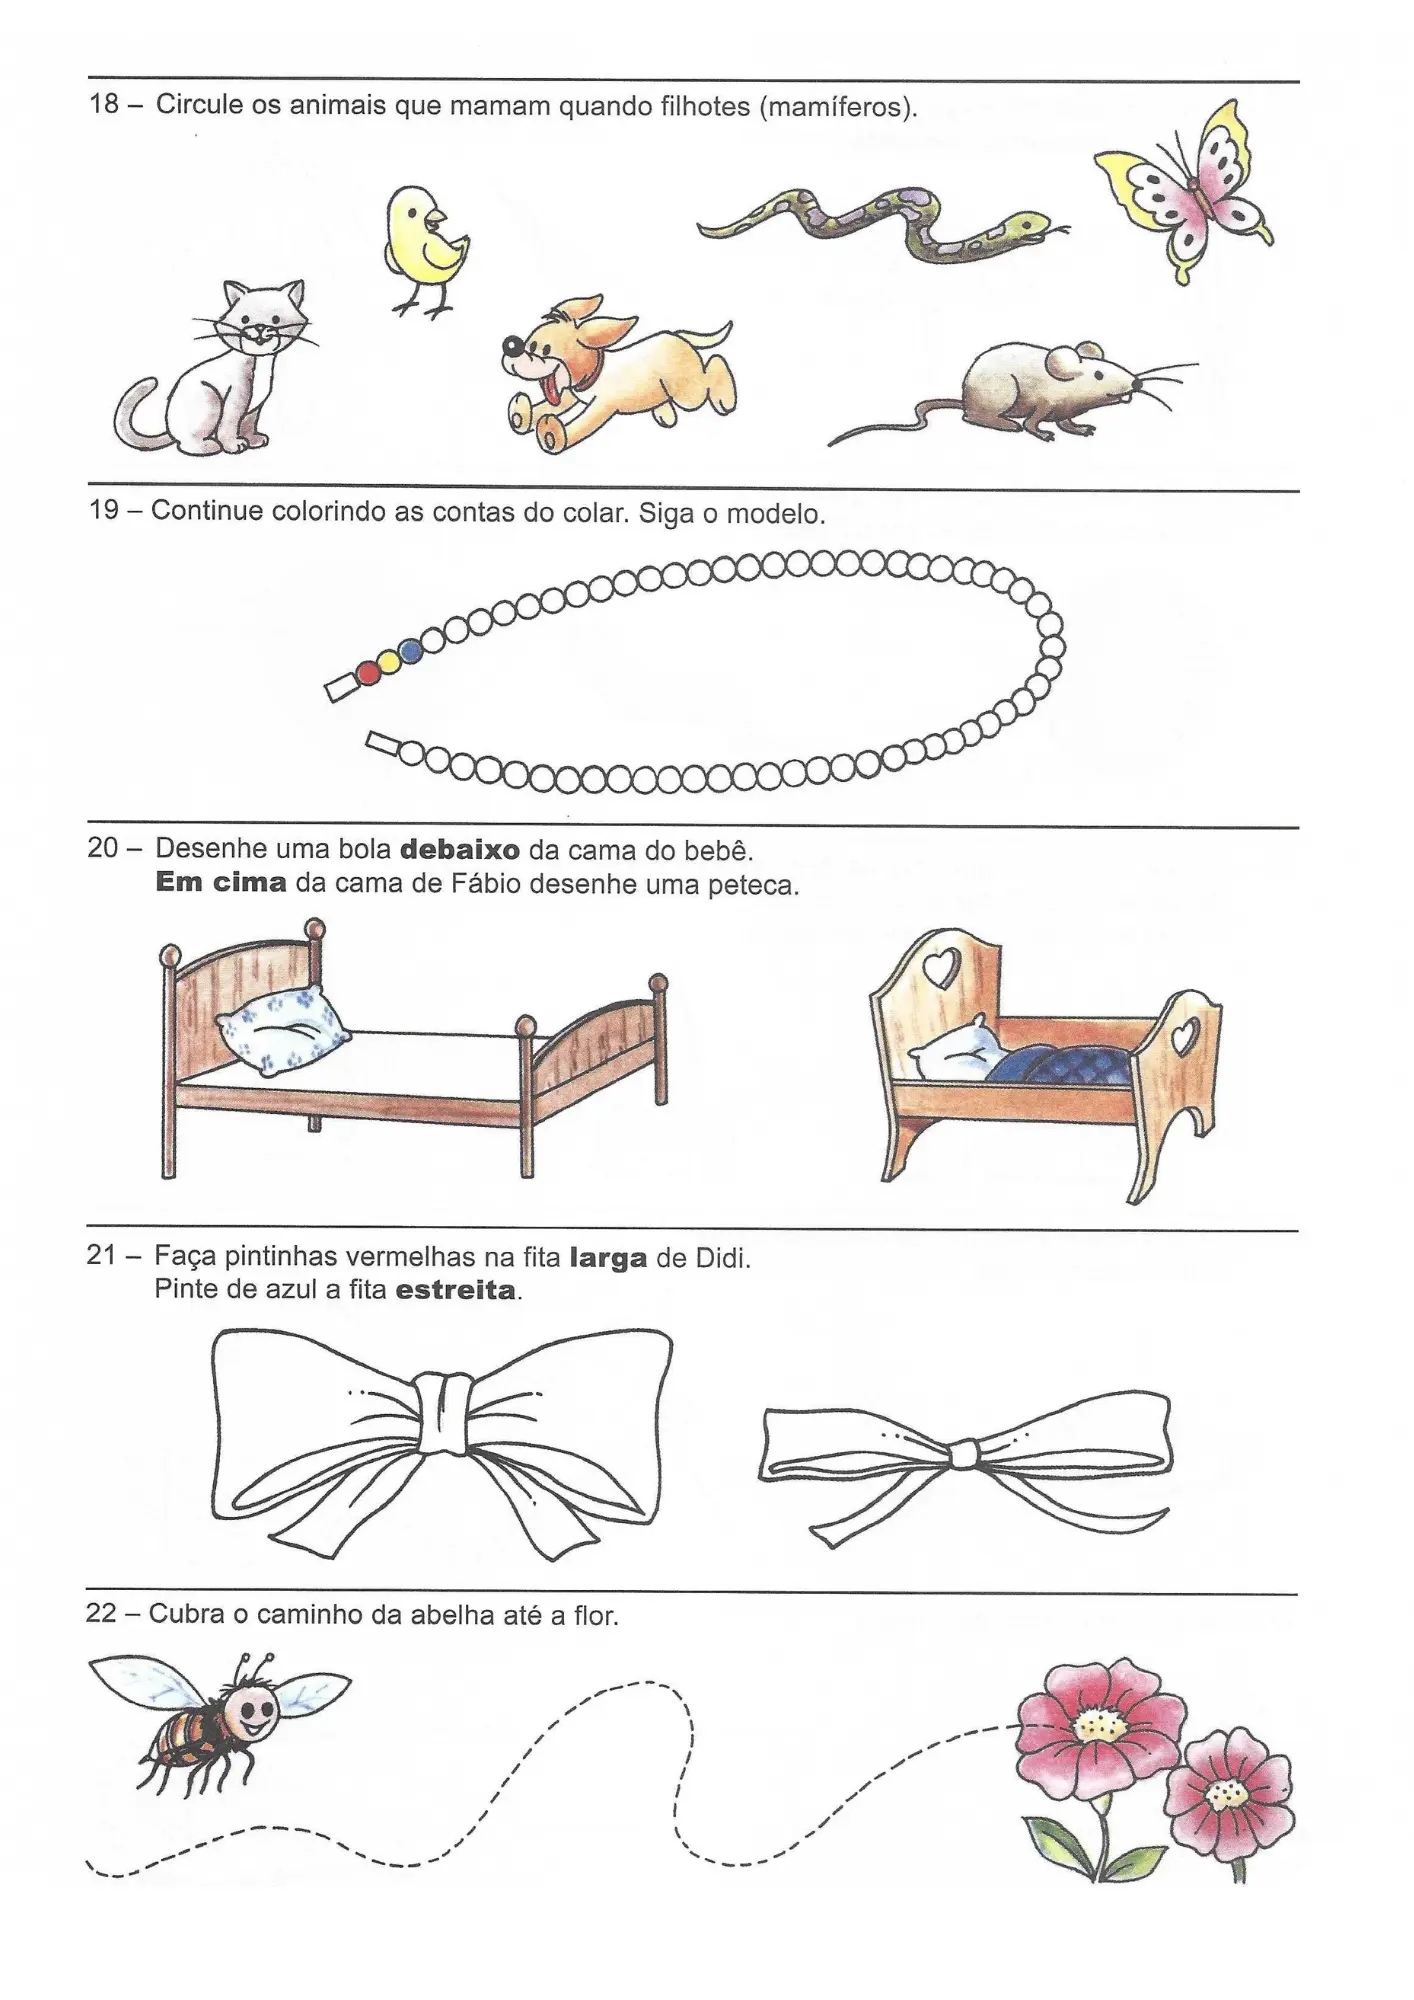 18 – Circule os animais que mamam quando filhotes (mamíferos).
19 – Continue colorindo as contas do colar. Siga o modelo.
20 – Desenhe uma bola debaixo da cama do bebê.
Em cima da cama de Fábio desenhe uma peteca.
21 – Faça pintinhas vermelhas na fita larga de Didi.
Pinte de azul a fita estreita.
22 – Cubra o caminho da abelha até a flor.